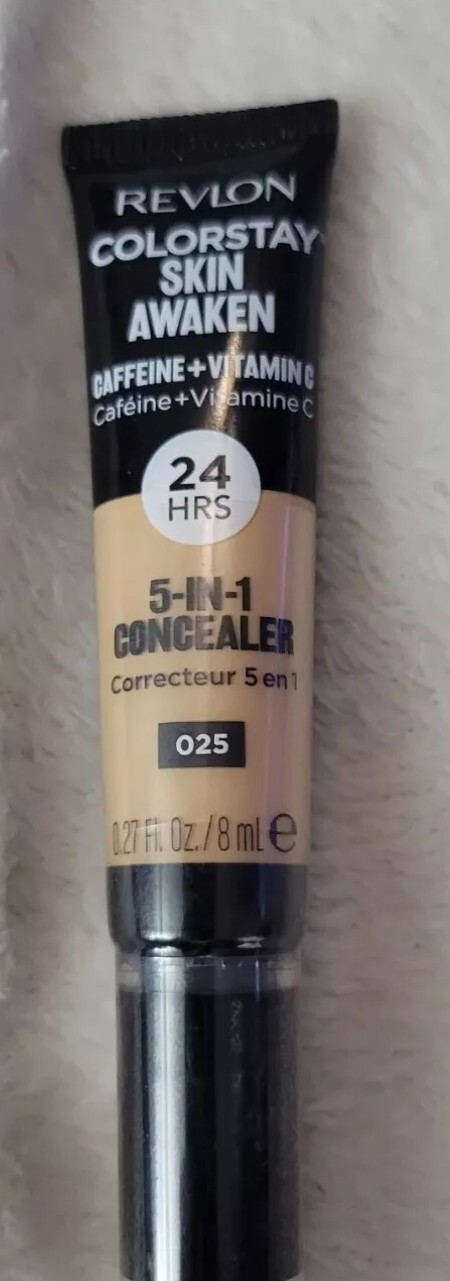 REVLON
COLORSTAY
SKIN
AWAKEN
CAFFEINE+VITAMIN C
Caféine+Vitamine C
24
HRS
5-IN-1
CONCEALER
Correcteur 5 en 1
025
0.27 Fl. Oz./8 mL e